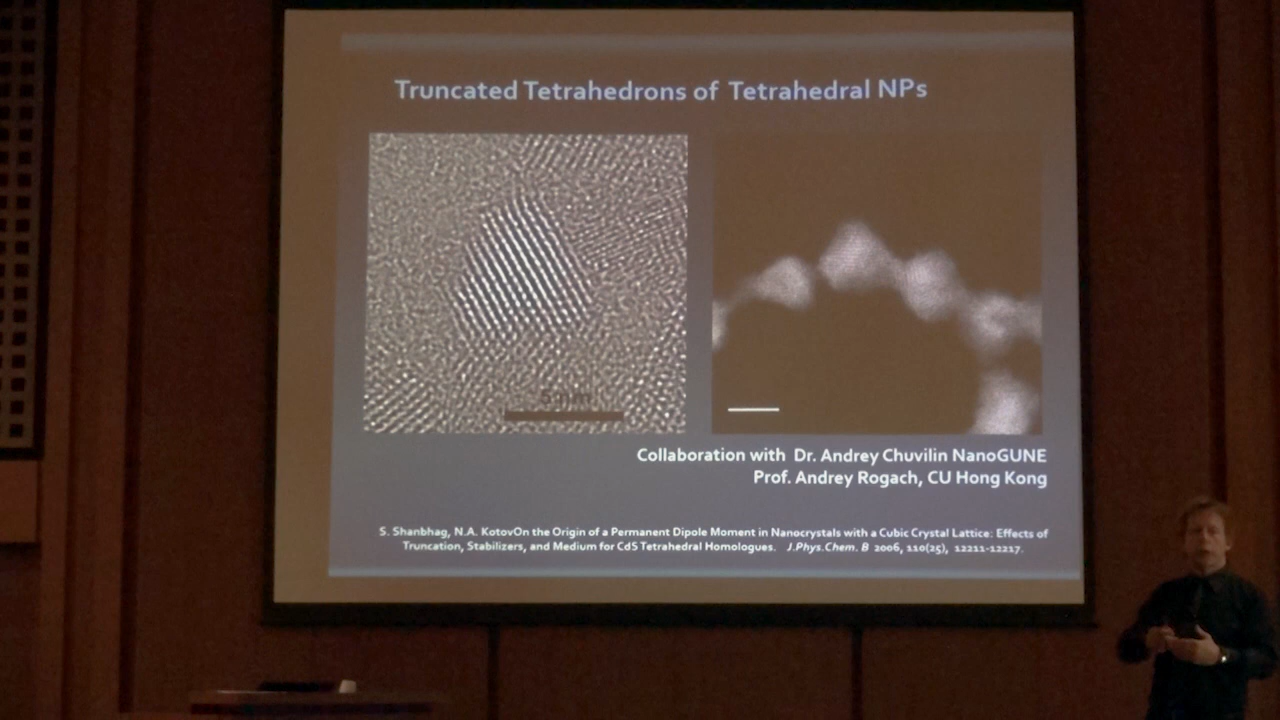 Truncated Tetrahedrons of Tetrahedral NPs
5 nm
Collaboration with Dr. Andrey Chuvilin NanoGUNE
Prof. Andrey Rogach, CU Hong Kong
S. Shanbhag, N.A. KotovOn the Origin of a Permanent Dipole Moment in Nanocrystals with a Cubic Crystal Lattice: Effects of
Truncation, Stabilizers, and Medium for CdS Tetrahedral Homologues. J.Phys.Chem. B 2006, 110(25), 12211-12217.